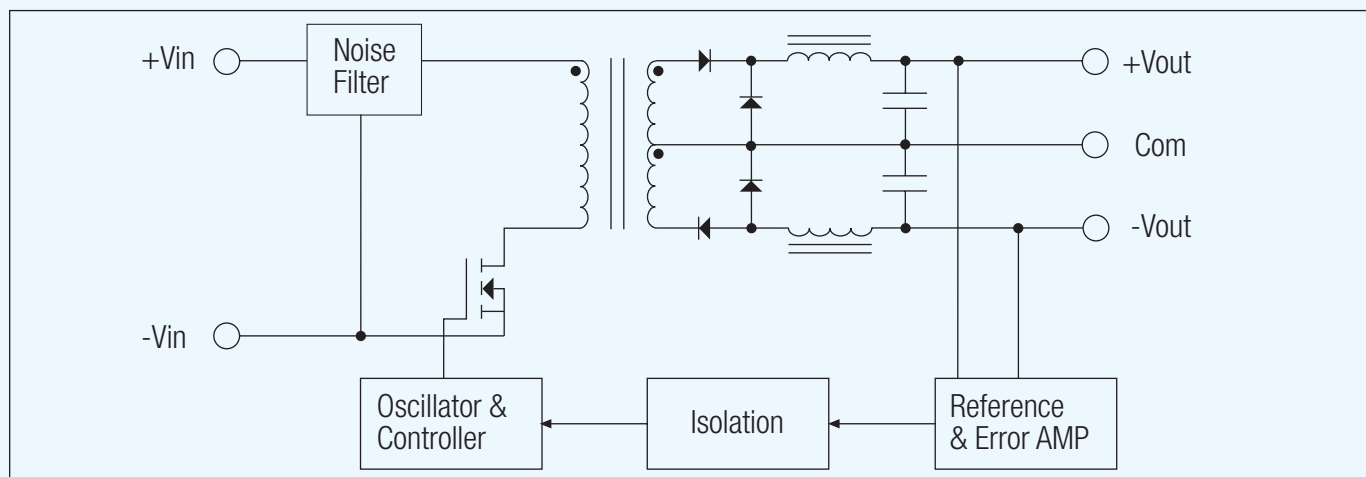 +Vin
Noise
Filter
+Vout
Com
-Vout
-Vin
Oscillator &
Controller
Isolation
Reference
& Error AMP